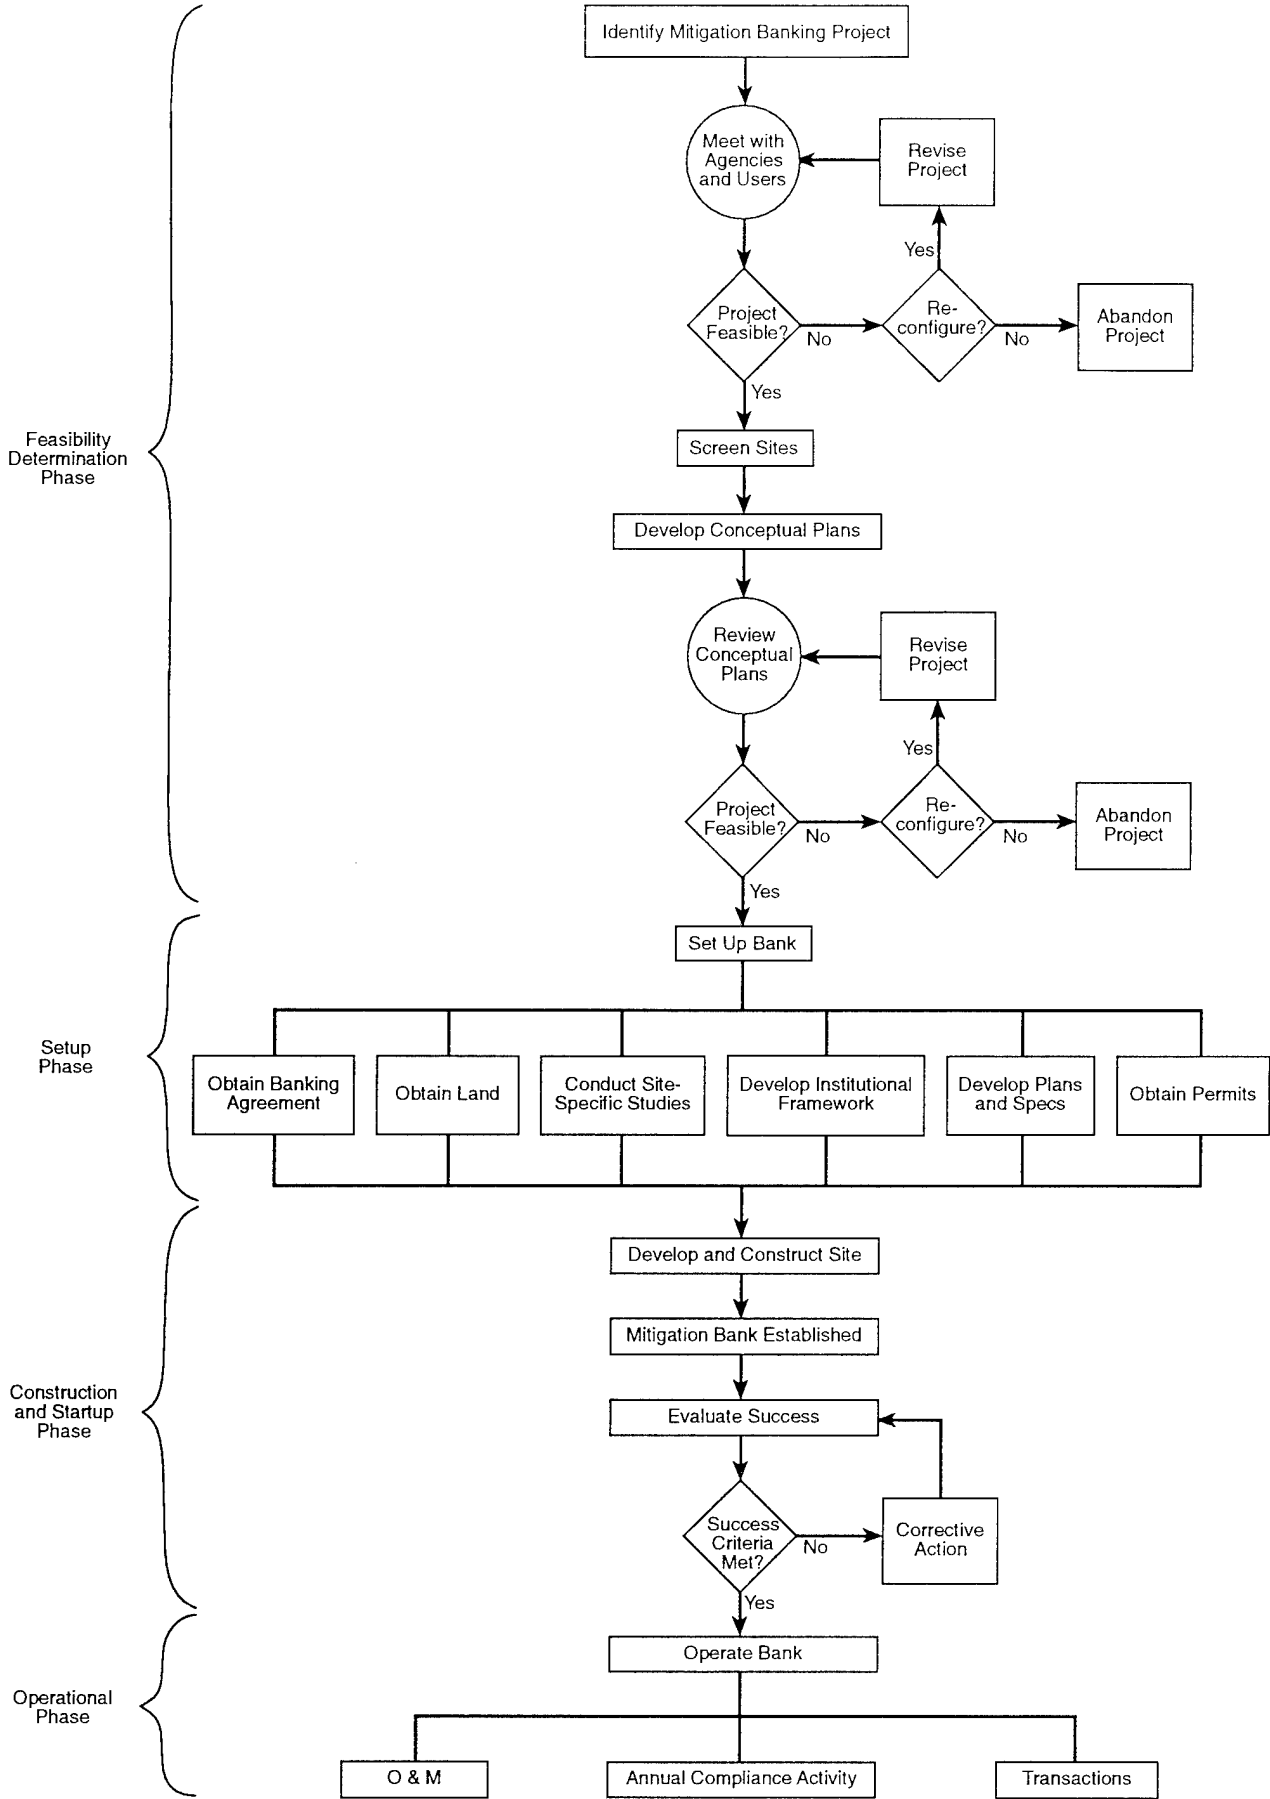 Identify Mitigation Banking Project
Meet with
Agencies
and Users
Revise
Project
Yes
Project
Feasible?
No
Re-
configure?
No
Abandon
Project
Yes
Screen Sites
Feasibility
Determination
Phase
Develop Conceptual Plans
Review
Conceptual
Plans
Revise
Project
Yes
Project
Feasible?
No
Re-
configure?
No
Abandon
Project
Yes
Set Up Bank
Setup
Phase
Obtain Banking
Agreement
Obtain Land
Conduct Site-
Specific Studies
Develop Institutional
Framework
Develop Plans
and Specs
Obtain Permits
Develop and Construct Site
Mitigation Bank Established
Construction
and Startup
Phase
Evaluate Success
Success
Criteria
Met?
No
Corrective
Action
Yes
Operate Bank
Operational
Phase
O & M
Annual Compliance Activity
Transactions